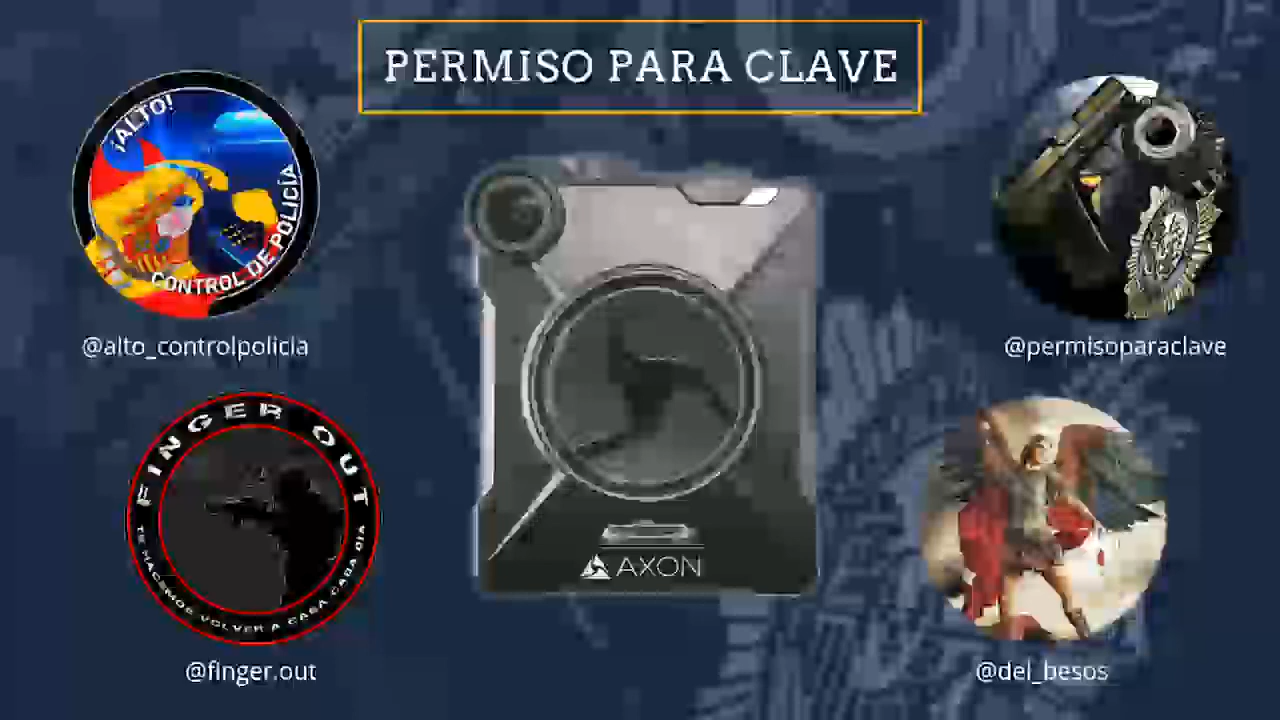 PERMISO PARA CLAVE
¡ALTO!
CONTROL DE POLICÍA
@alto_controlpolicia
@permisoparaclave
FINGER OUT
TE HACEMOS VOLVER A CASA CADA DÍA
AXON
@finger.out
@del_besos